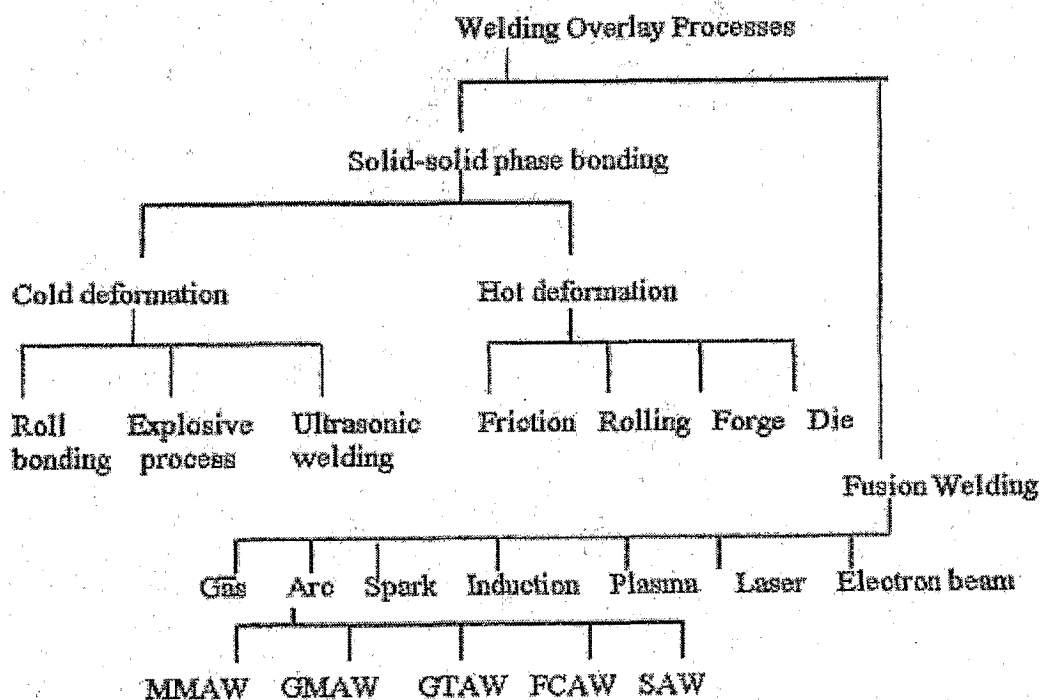 Welding Overlay Processes
Solid-solid phase bonding
Cold deformation
Hot deformation
Roll bonding
Explosive process
Ultrasonic welding
Friction Rolling Forge Die
Fusion Welding
Gas Arc Spark Induction Plasma Laser Electron beam
MMAW GMAW GTAW FCAW SAW